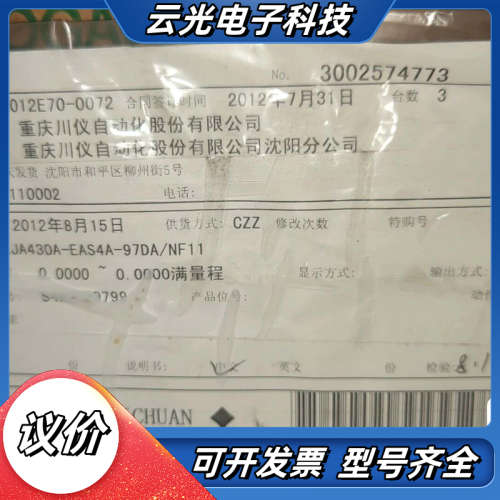 云光电子科技
No. 3002574773
012E70-0072 合同签订时间 2012年7月31日 台数 3
重庆川仪自动化股份有限公司
重庆川仪自动化股份有限公司沈阳分公司
发货 沈阳市和平区柳州街5号
110002 电话:
2012年8月15日 供货方式: CZZ 修改次数 特购号
JA430A-EAS4A-97DA/NF11
0.0000 ~ 0.0000满量程 显示方式: 输出方式:
产品位号:
份 说明书: 中文 英文 份 检验
CHUAN
议价
可开发票 型号齐全